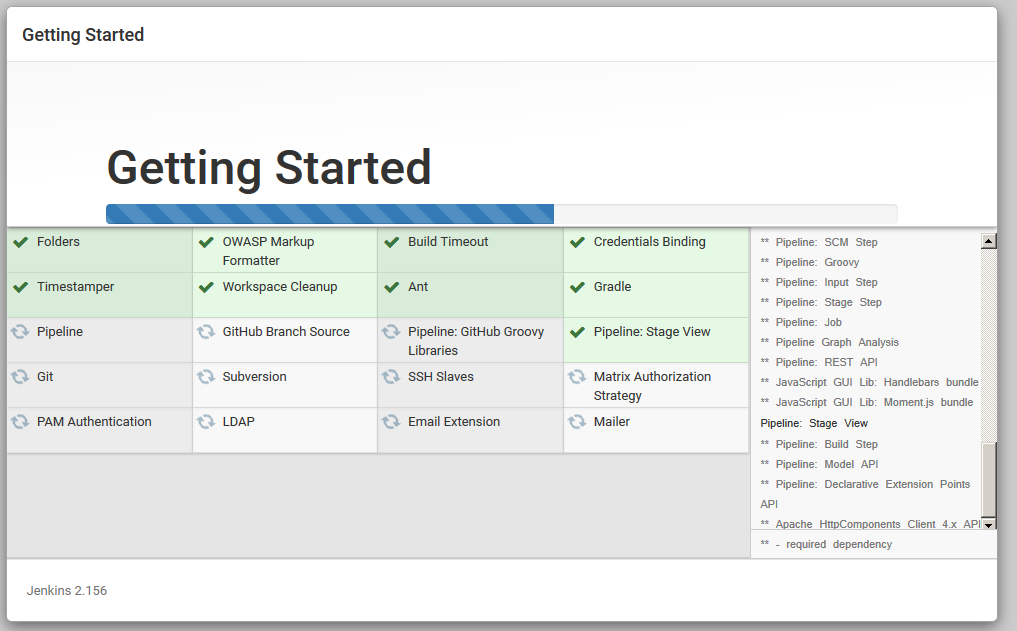 Getting Started
Getting Started
Folders
OWASP Markup
Formatter
Build Timeout
Credentials Binding
Timestamper
Workspace Cleanup
Ant
Gradle
Pipeline
GitHub Branch Source
Pipeline: GitHub Groovy
Libraries
Pipeline: Stage View
Git
Subversion
SSH Slaves
Matrix Authorization
Strategy
PAM Authentication
LDAP
Email Extension
Mailer
** Pipeline: SCM Step
** Pipeline: Groovy
** Pipeline: Input Step
** Pipeline: Stage Step
** Pipeline: Job
** Pipeline Graph Analysis
** Pipeline: REST API
** JavaScript GUI Lib: Handlebars bundle
** JavaScript GUI Lib: Moment.js bundle
Pipeline: Stage View
** Pipeline: Build Step
** Pipeline: Model API
** Pipeline: Declarative Extension Points
API
** Apache HttpComponents Client 4.x API
** - required dependency
Jenkins 2.156